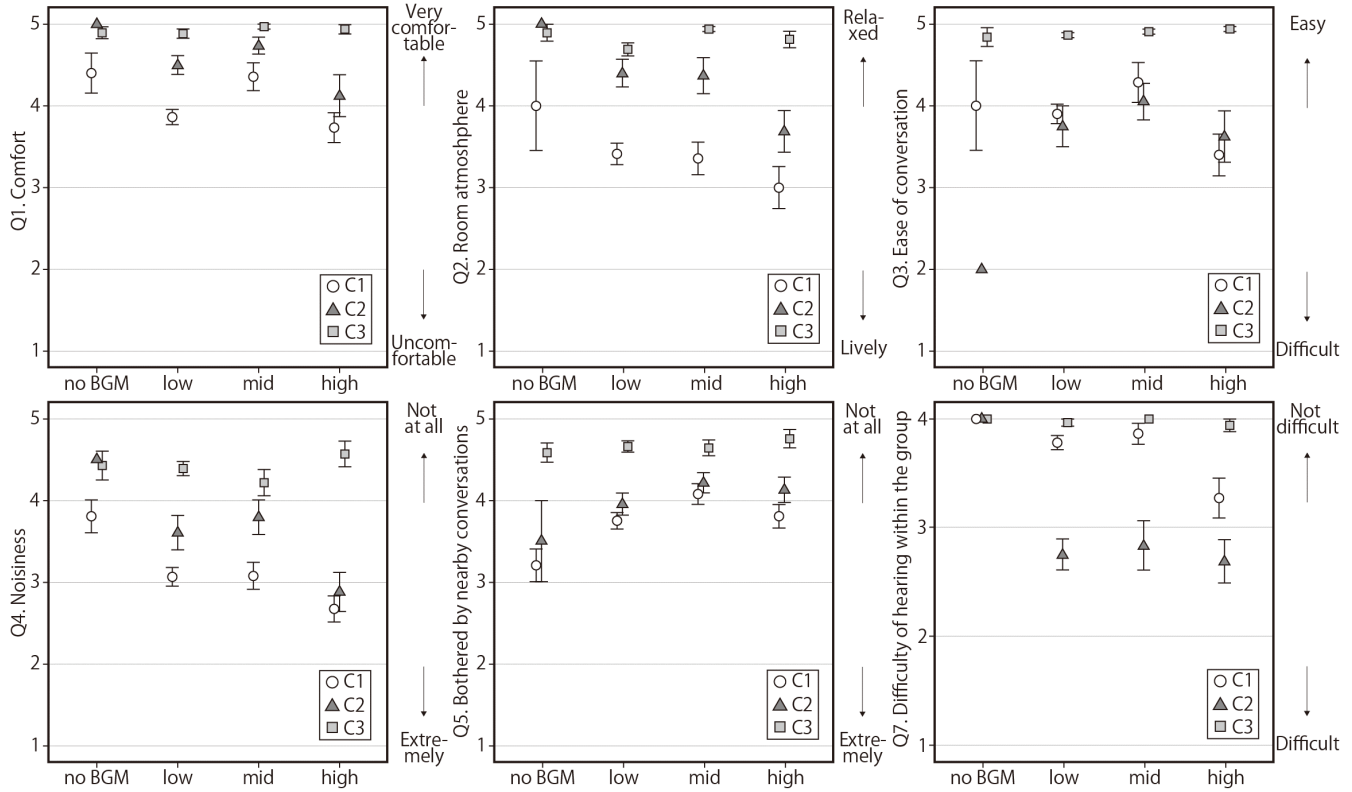 Q1. Comfort
5
4
3
2
1
no BGM
low
mid
high
C1
C2
C3
Very
comfor-
table
Uncom-
fortable
Q2. Room atmoshphere
5
4
3
2
1
no BGM
low
mid
high
C1
C2
C3
Rela-
xed
Lively
Q3. Ease of conversation
5
4
3
2
1
no BGM
low
mid
high
C1
C2
C3
Easy
Difficult
Q4. Noisiness
5
4
3
2
1
no BGM
low
mid
high
C1
C2
C3
Not
at all
Extre-
mely
Q5. Bothered by nearby conversations
5
4
3
2
1
no BGM
low
mid
high
C1
C2
C3
Not
at all
Extre-
mely
Q7. Difficulty of hearing within the group
4
3
2
1
no BGM
low
mid
high
C1
C2
C3
Not
difficult
Difficult